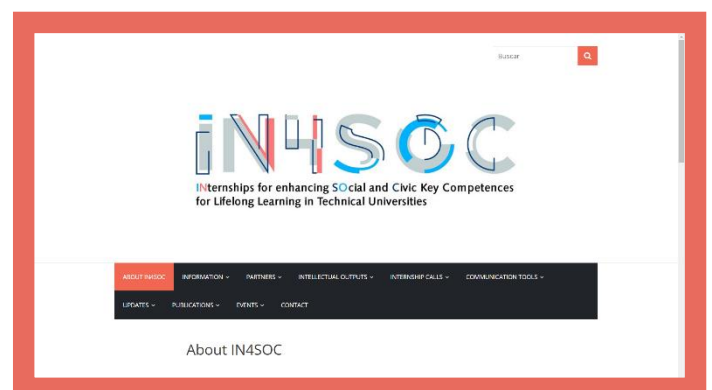 Buscar
iN4SOC
INternships for enhancing SOcial and Civic Key Competences
for Lifelong Learning in Technical Universities
ABOUT IN4SOC INFORMATION PARTNERS INTELLECTUAL OUTPUTS INTERNSHIP CALLS COMMUNICATION TOOLS
UPDATES PUBLICATIONS EVENTS CONTACT
About IN4SOC